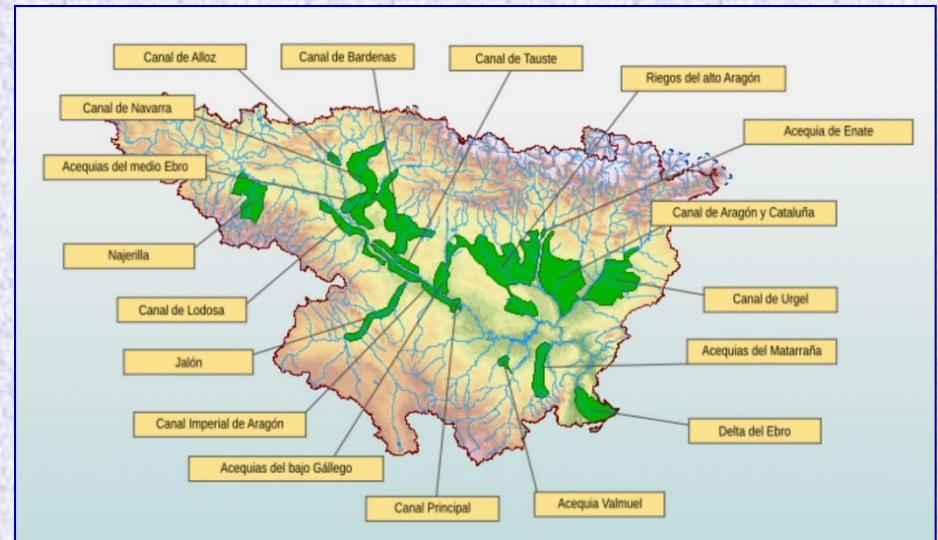 Canal de Alloz
Canal de Bardenas
Canal de Tauste
Riegos del alto Aragón
Canal de Navarra
Acequia de Enate
Acequias del medio Ebro
Canal de Aragón y Cataluña
Najerilla
Canal de Lodosa
Canal de Urgel
Jalón
Acequias del Matarraña
Canal Imperial de Aragón
Delta del Ebro
Acequias del bajo Gállego
Canal Principal
Acequia Valmuel